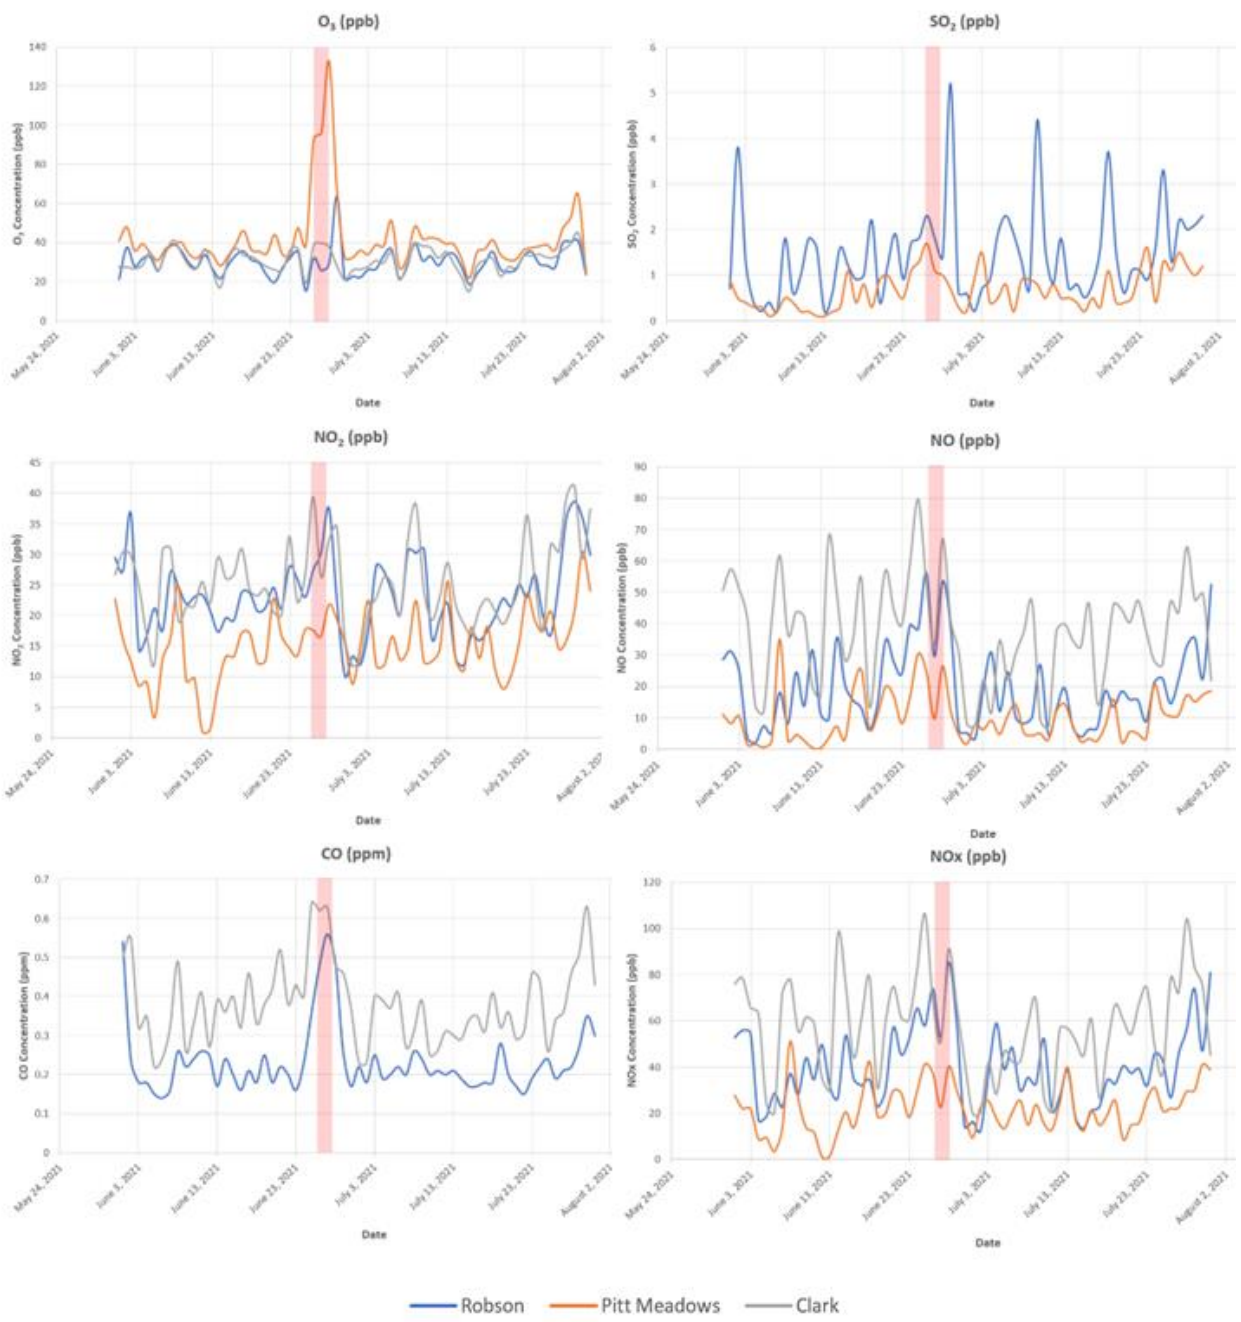 O₃ (ppb)
O₃ Concentration (ppb)
140
120
100
80
60
40
20
0
May 24, 2021
June 3, 2021
June 13, 2021
June 23, 2021
July 3, 2021
July 13, 2021
July 23, 2021
August 2, 2021
Date
SO₂ (ppb)
SO₂ Concentration (ppb)
6
5
4
3
2
1
0
May 24, 2021
June 3, 2021
June 13, 2021
June 23, 2021
July 3, 2021
July 13, 2021
July 23, 2021
August 2, 2021
Date
NO₂ (ppb)
NO₂ Concentration (ppb)
45
40
35
30
25
20
15
10
5
0
May 24, 2021
June 3, 2021
June 13, 2021
June 23, 2021
July 3, 2021
July 13, 2021
July 23, 2021
August 2, 202
Date
NO (ppb)
NO Concentration (ppb)
90
80
70
60
50
40
30
20
10
0
May 24, 2021
June 3, 2021
June 13, 2021
June 23, 2021
July 3, 2021
July 13, 2021
July 23, 2021
August 2, 2021
Date
CO (ppm)
CO Concentration (ppm)
0.7
0.6
0.5
0.4
0.3
0.2
0.1
0
May 24, 2021
June 3, 2021
June 13, 2021
June 23, 2021
July 3, 2021
July 13, 2021
July 23, 2021
August 2, 2021
Date
NOx (ppb)
NOx Concentration (ppb)
120
100
80
60
40
20
0
May 24, 2021
June 3, 2021
June 13, 2021
June 23, 2021
July 3, 2021
July 13, 2021
July 23, 2021
August 2, 2021
Date
Robson Pitt Meadows Clark